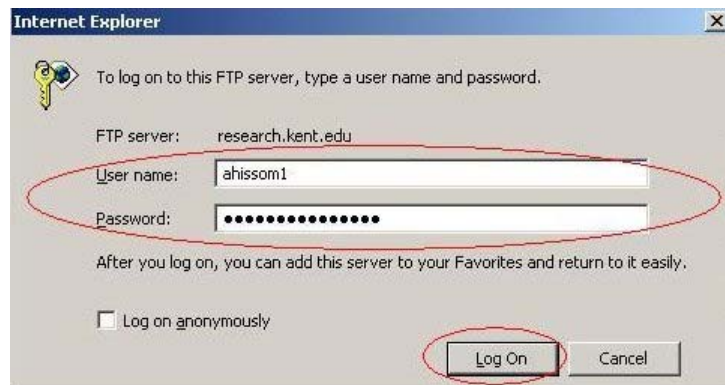 Internet Explorer
To log on to this FTP server, type a user name and password.
FTP server: research.kent.edu
User name: ahissom1
Password: ●●●●●●●●●●●●●●●
After you log on, you can add this server to your Favorites and return to it easily.
Log on anonymously
Log On Cancel